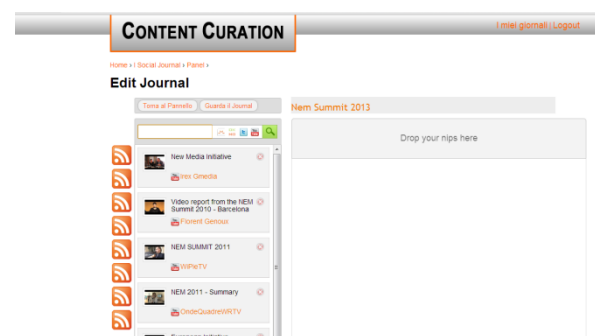 CONTENT CURATION
I miei giornali | Logout
Home › I Social Journal › Panel ›
Edit Journal
Torna al Pannello
Guarda il Journal
Nem Summit 2013
Drop your nips here
New Media Initiative
Irex Gmedia
Video report from the NEM
Summit 2010 - Barcelona
Florent Genoux
NEM SUMMIT 2011
WIFieTV
NEM 2011 - Summary
OndeQuadreWRTV